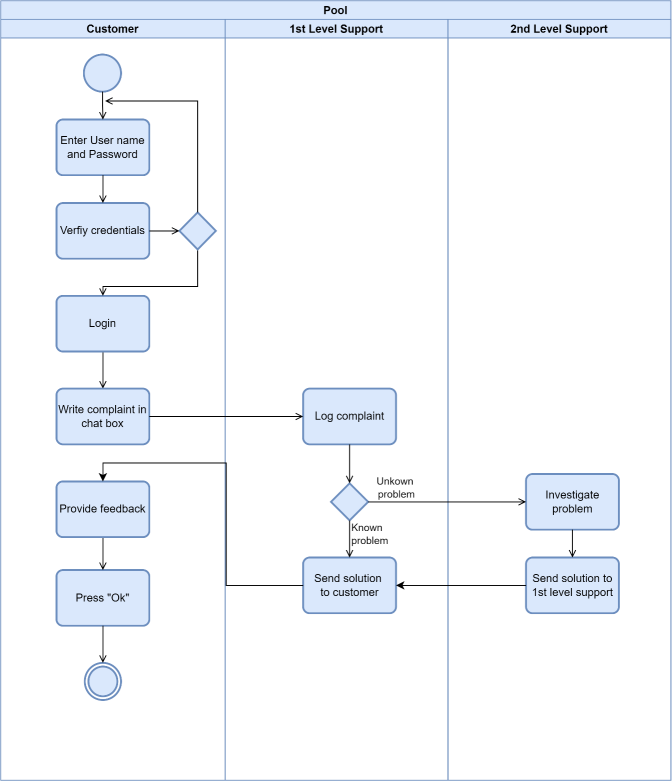 Pool
Customer
1st Level Support
2nd Level Support
Enter User name
and Password
Verfiy credentials
Login
Write complaint in
chat box
Log complaint
Unkown
problem
Investigate
problem
Provide feedback
Known
problem
Send solution
to customer
Send solution to
1st level support
Press "Ok"